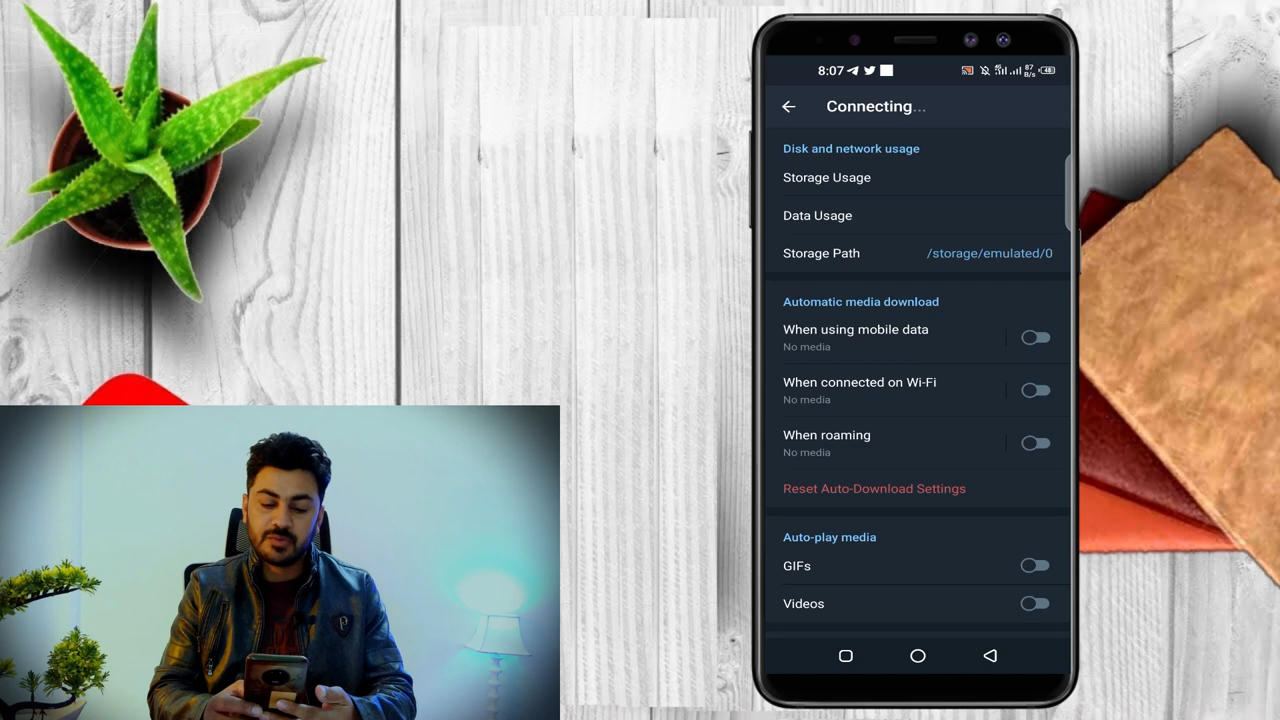 8:07
87
B/s
48
Connecting...
Disk and network usage
Storage Usage
Data Usage
Storage Path /storage/emulated/0
Automatic media download
When using mobile data
No media
When connected on Wi-Fi
No media
When roaming
No media
Reset Auto-Download Settings
Auto-play media
GIFs
Videos